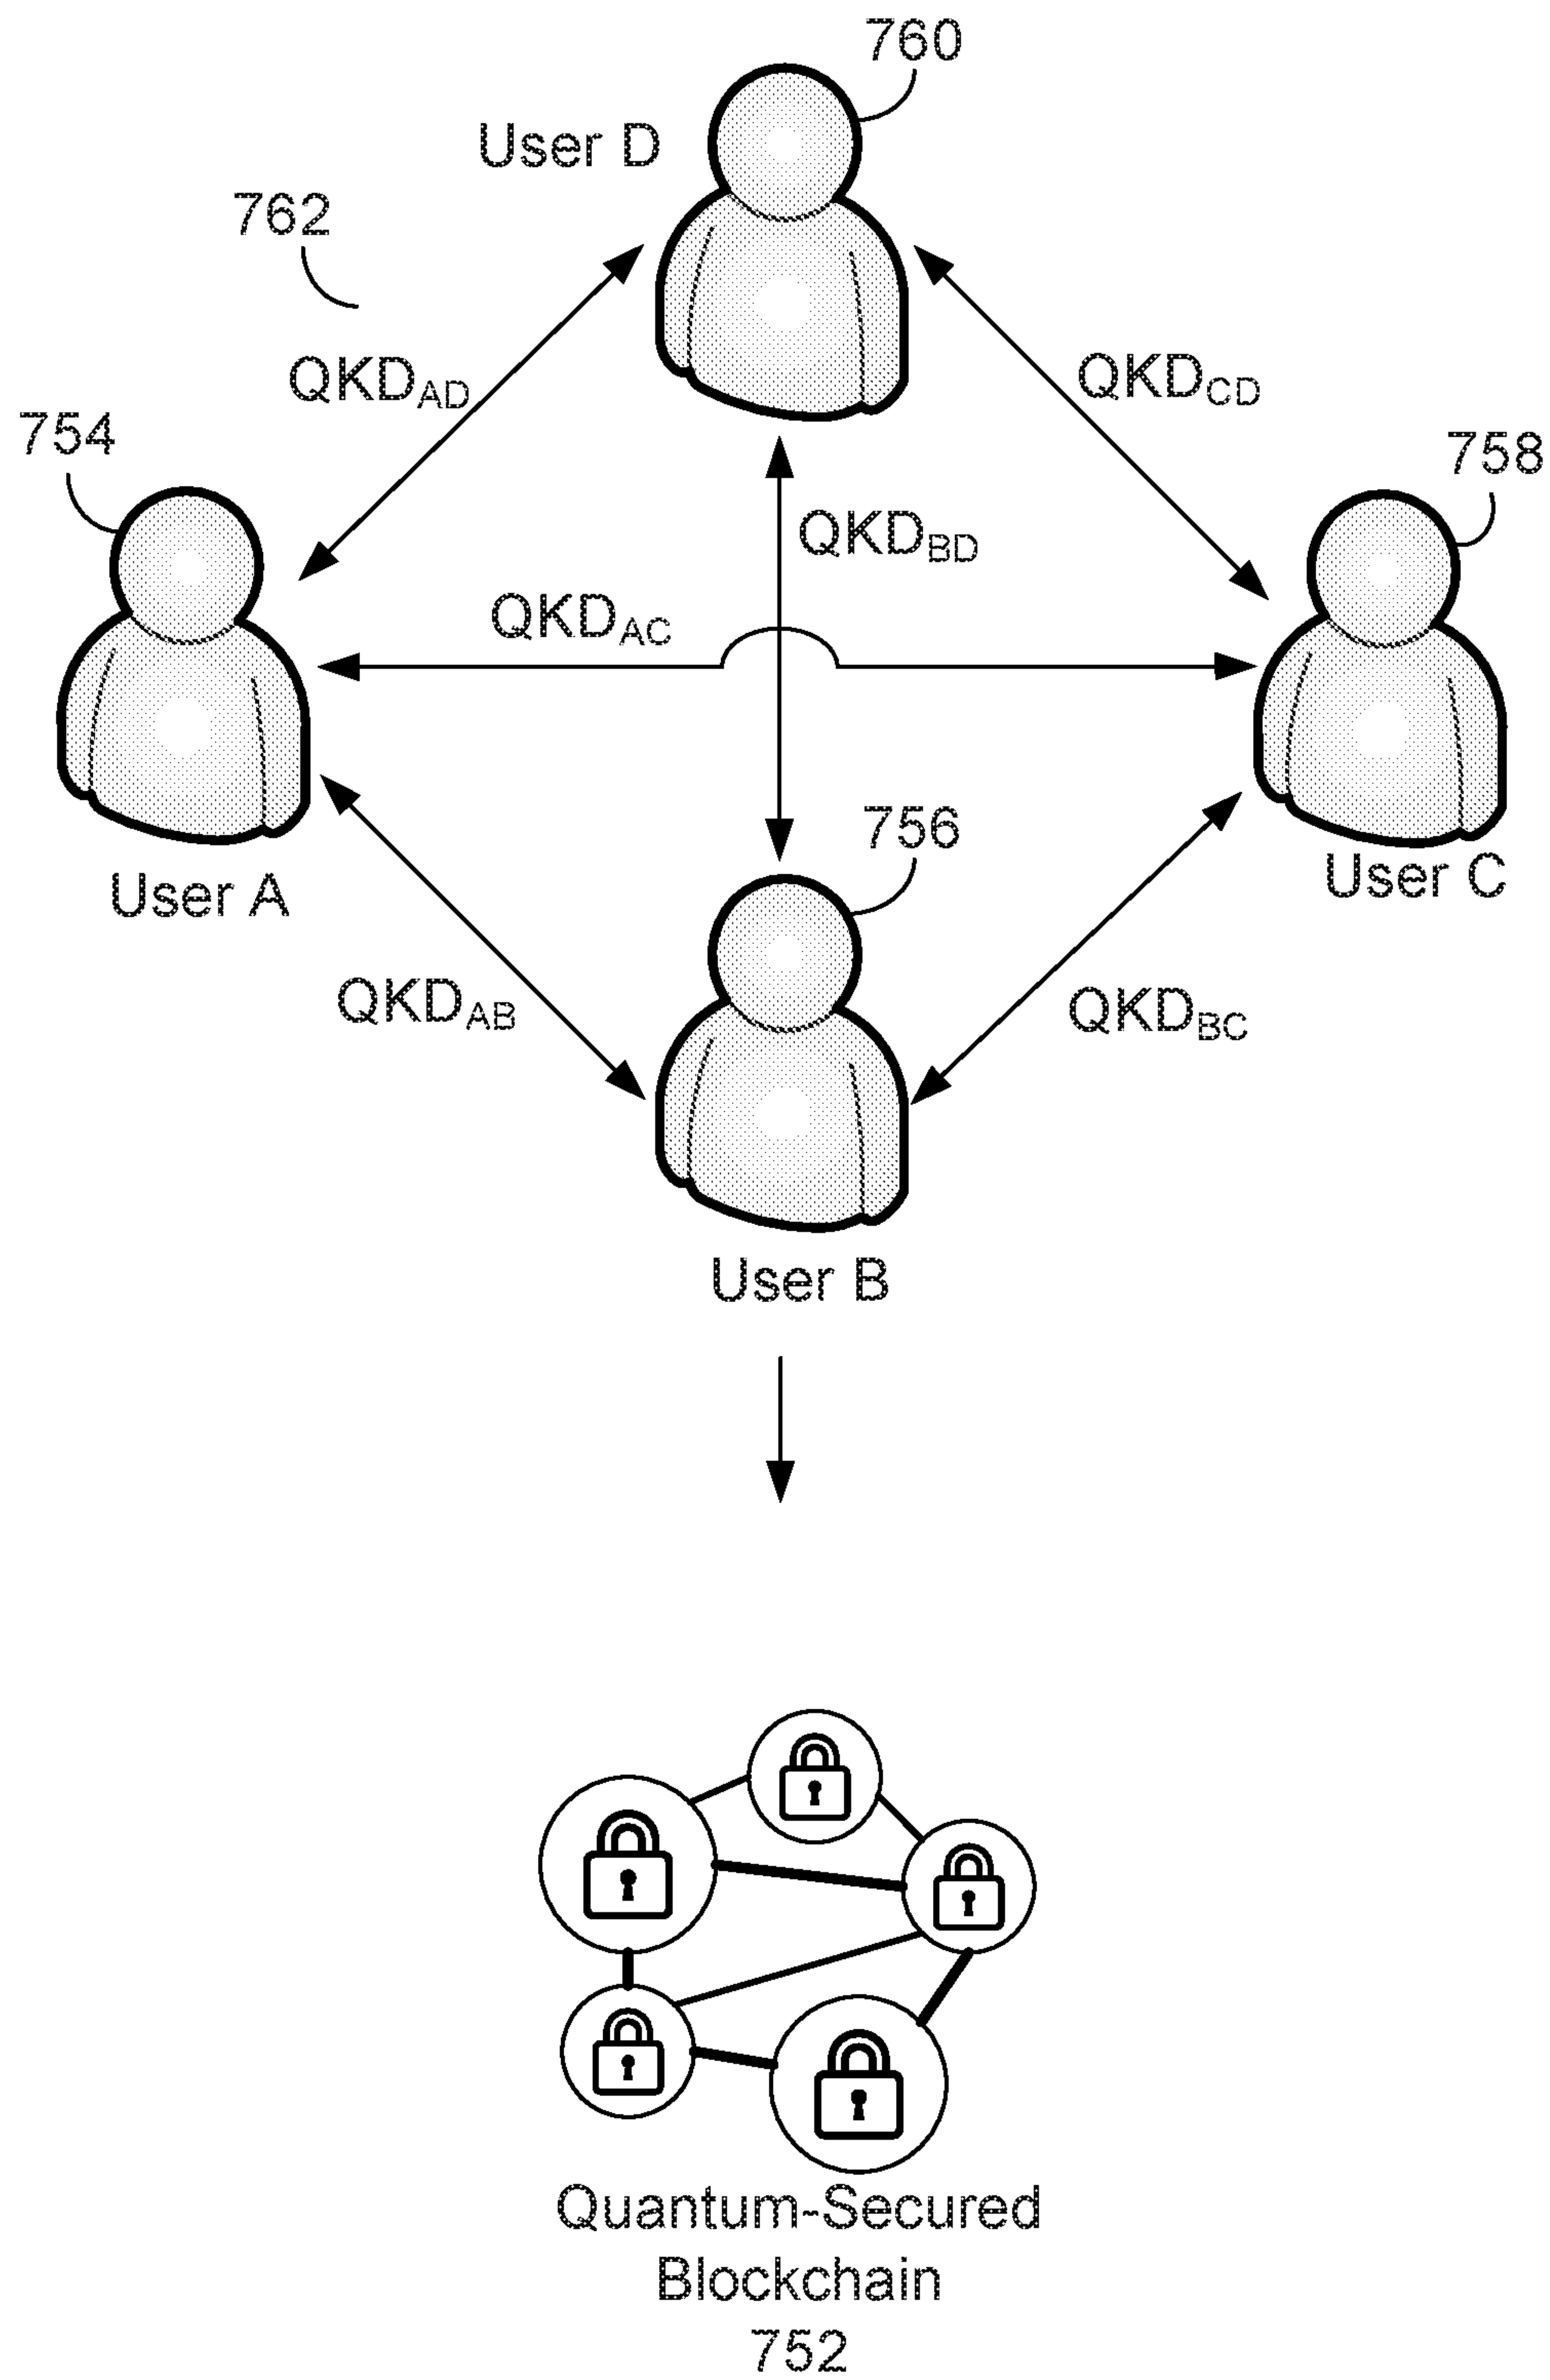 760
User D
762
QKDAD
QKDCD
754
758
QKDBD
QKDAC
756
User A
User C
QKDAB
QKDBC
User B
Quantum-Secured
Blockchain
752